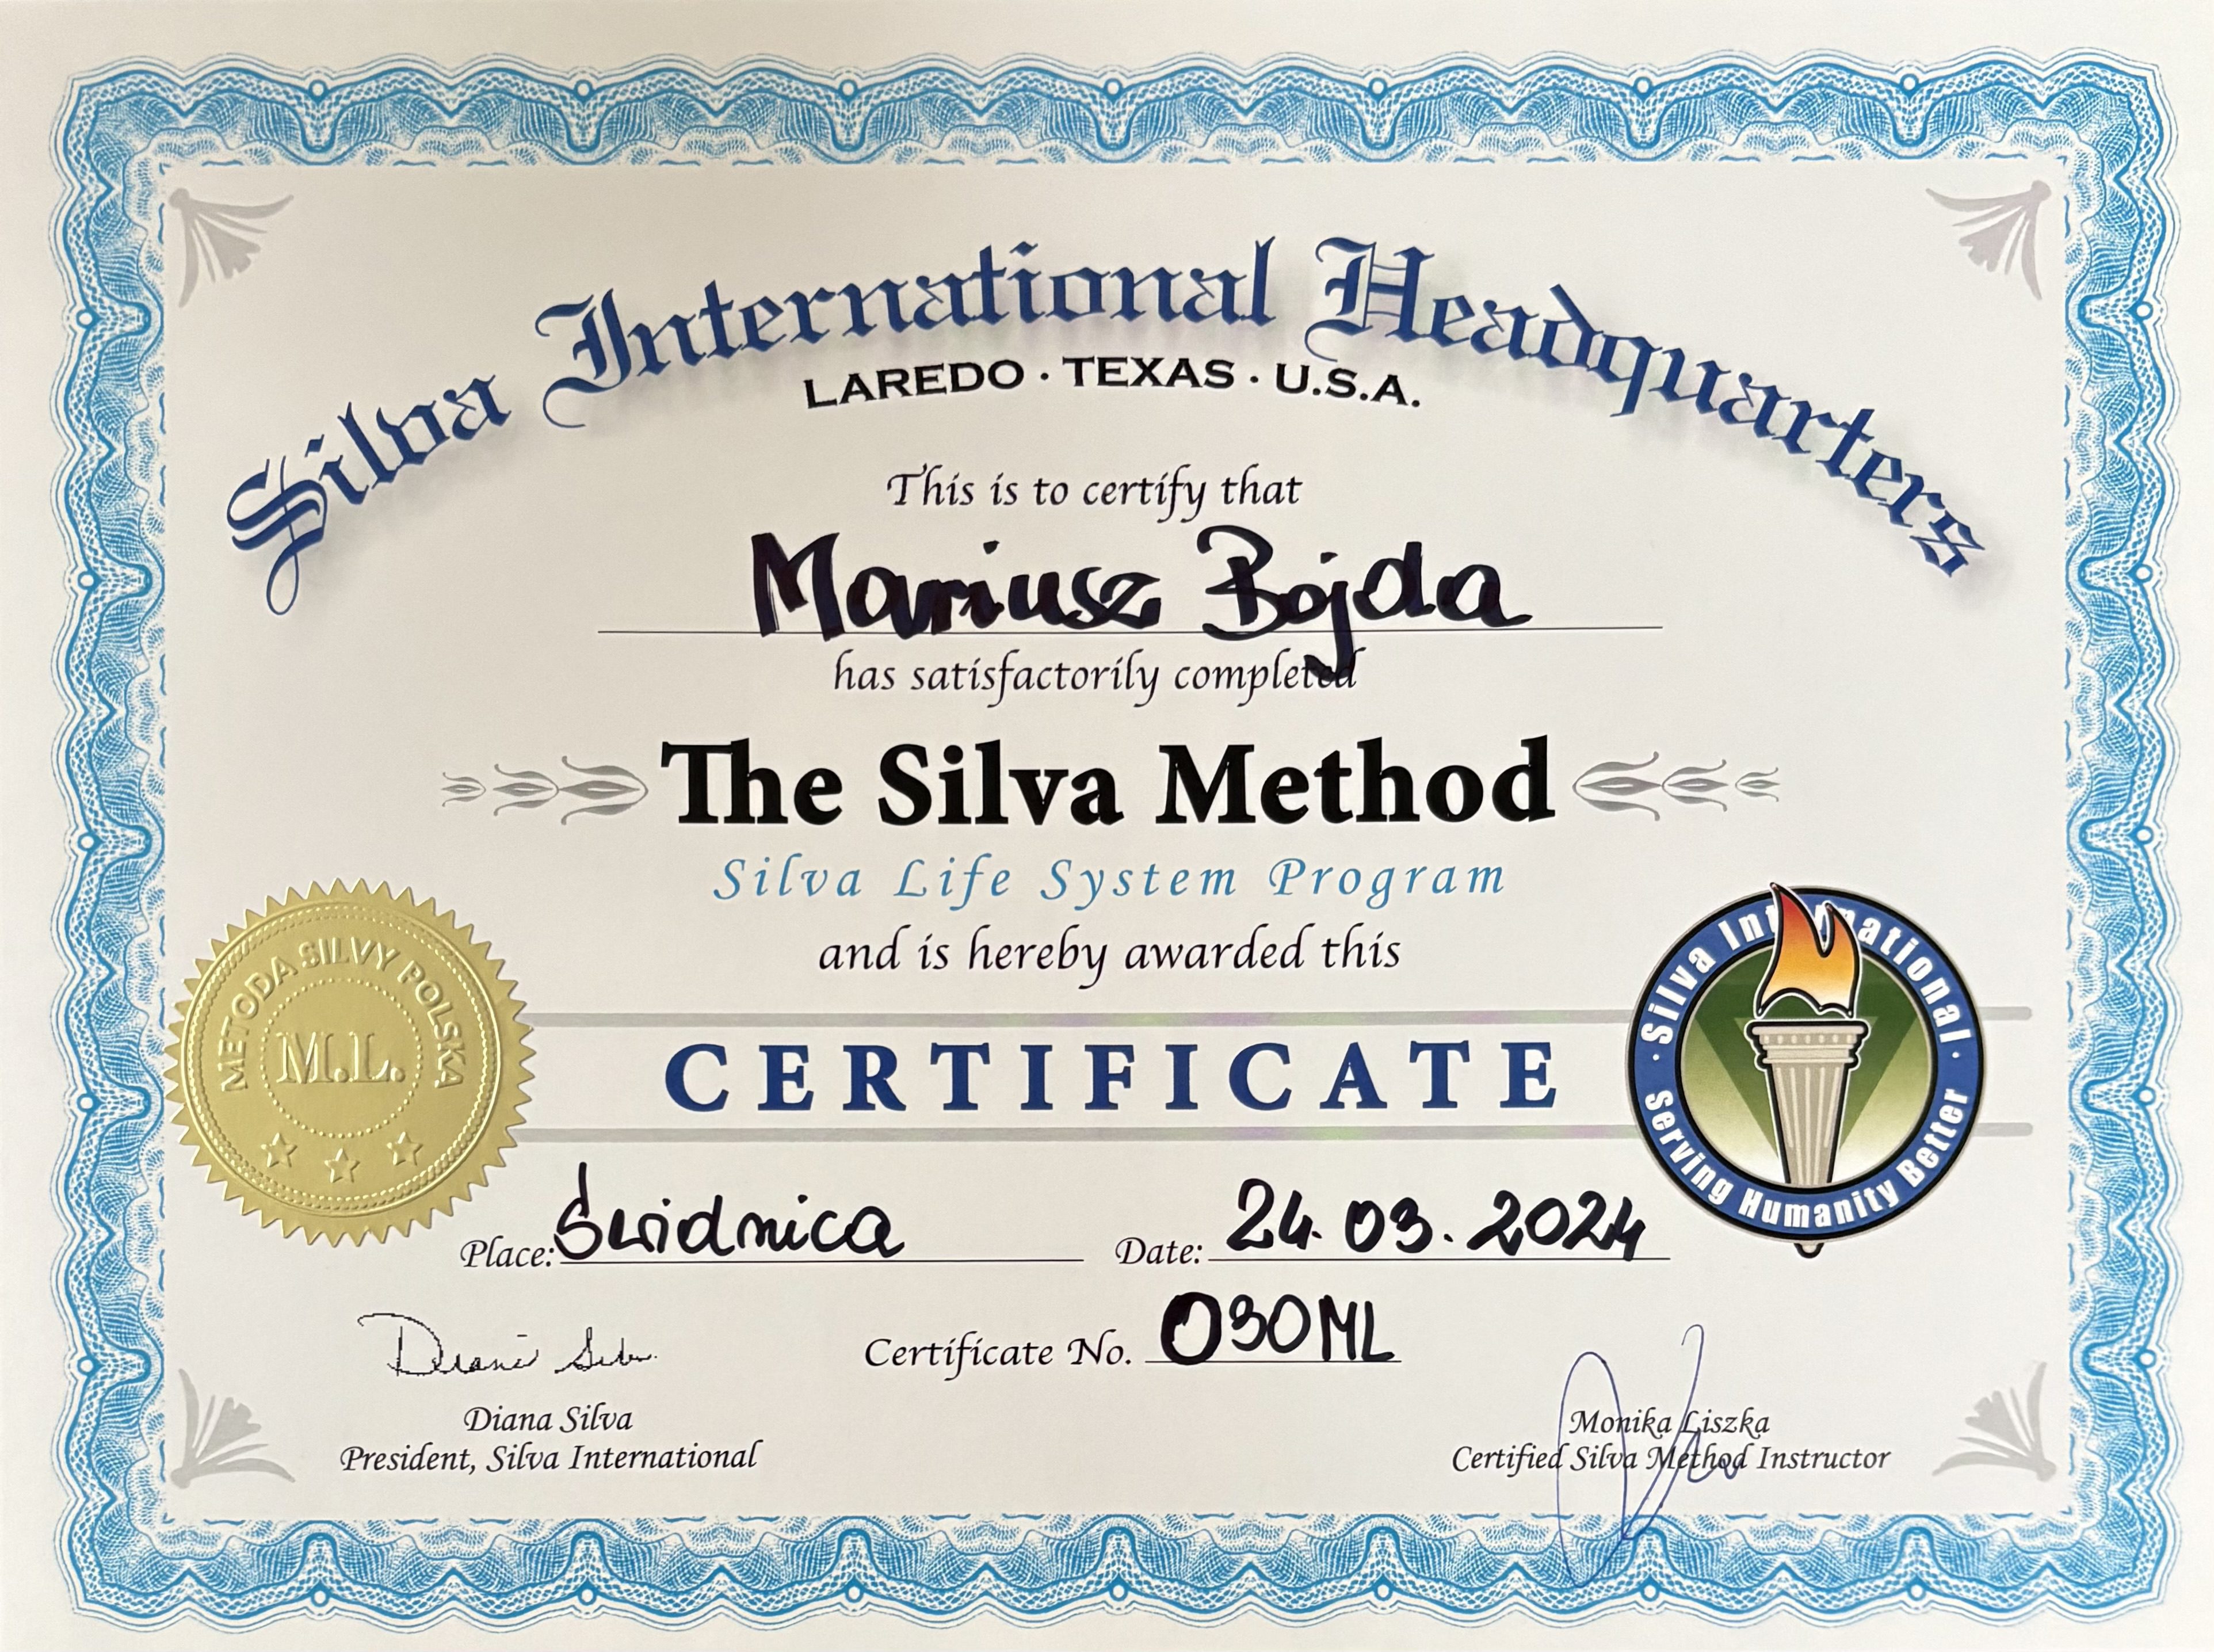 Silva International Headquarters
LAREDO · TEXAS · U.S.A.
This is to certify that
Mariusz Bojda
has satisfactorily completed
The Silva Method
Silva Life System Program
and is hereby awarded this
CERTIFICATE
METODA SILVY POLSKA
M.L.
· Silva International ·
Serving Humanity Better
Place: Świdnica Date: 24.03.2024
Certificate No. 030ML
Diana Silva
Diana Silva
President, Silva International
Monika Liszka
Certified Silva Method Instructor